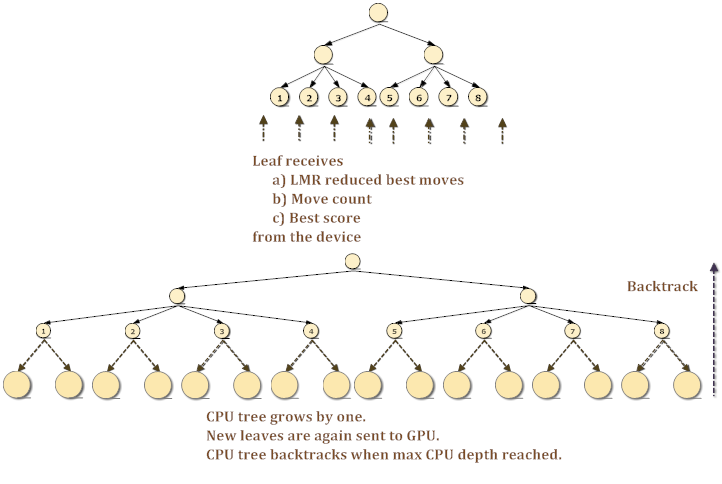 1 2 3 4 5 6 7 8
Leaf receives
a) LMR reduced best moves
b) Move count
c) Best score
from the device
Backtrack
1 2 3 4 5 6 7 8
CPU tree grows by one.
New leaves are again sent to GPU.
CPU tree backtracks when max CPU depth reached.